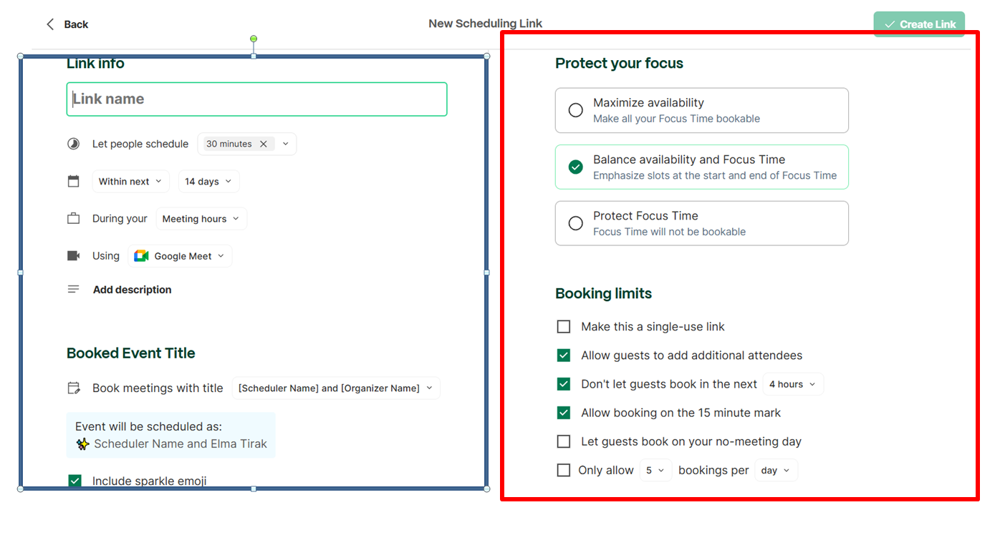 Back
New Scheduling Link
Create Link
Link info
Link name
Let people schedule 30 minutes
Within next 14 days
During your Meeting hours
Using Google Meet
Add description
Booked Event Title
Book meetings with title [Scheduler Name] and [Organizer Name]
Event will be scheduled as:
Scheduler Name and Elma Tirak
Include sparkle emoji
Protect your focus
Maximize availability
Make all your Focus Time bookable
Balance availability and Focus Time
Emphasize slots at the start and end of Focus Time
Protect Focus Time
Focus Time will not be bookable
Booking limits
Make this a single-use link
Allow guests to add additional attendees
Don't let guests book in the next 4 hours
Allow booking on the 15 minute mark
Let guests book on your no-meeting day
Only allow 5 bookings per day